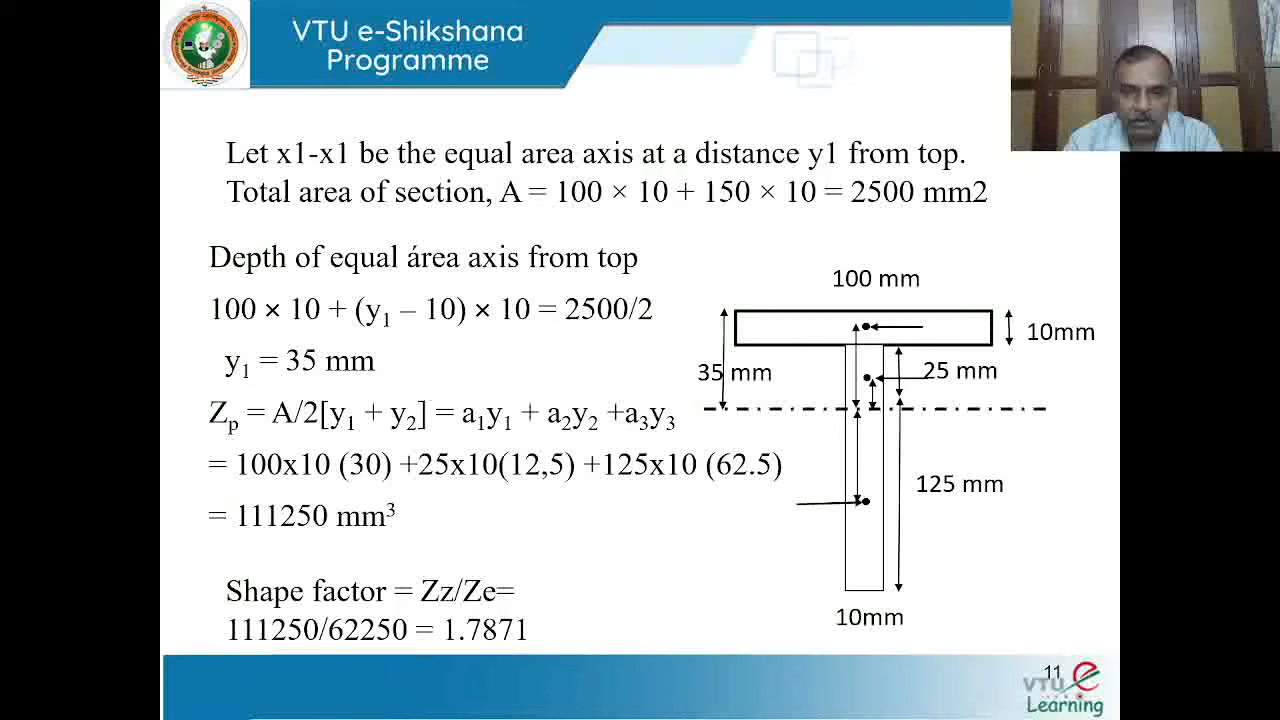 VTU e-Shikshana
Programme
Let x1-x1 be the equal area axis at a distance y1 from top.
Total area of section, A = 100 × 10 + 150 × 10 = 2500 mm2
Depth of equal área axis from top
100 × 10 + (y₁ – 10) × 10 = 2500/2
y₁ = 35 mm
Zₚ = A/2[y₁ + y₂] = a₁y₁ + a₂y₂ +a₃y₃
= 100x10 (30) +25x10(12,5) +125x10 (62.5)
= 111250 mm³
Shape factor = Zz/Ze=
111250/62250 = 1.7871
100 mm
10mm
35 mm
25 mm
125 mm
10mm
11
VTU e
Learning